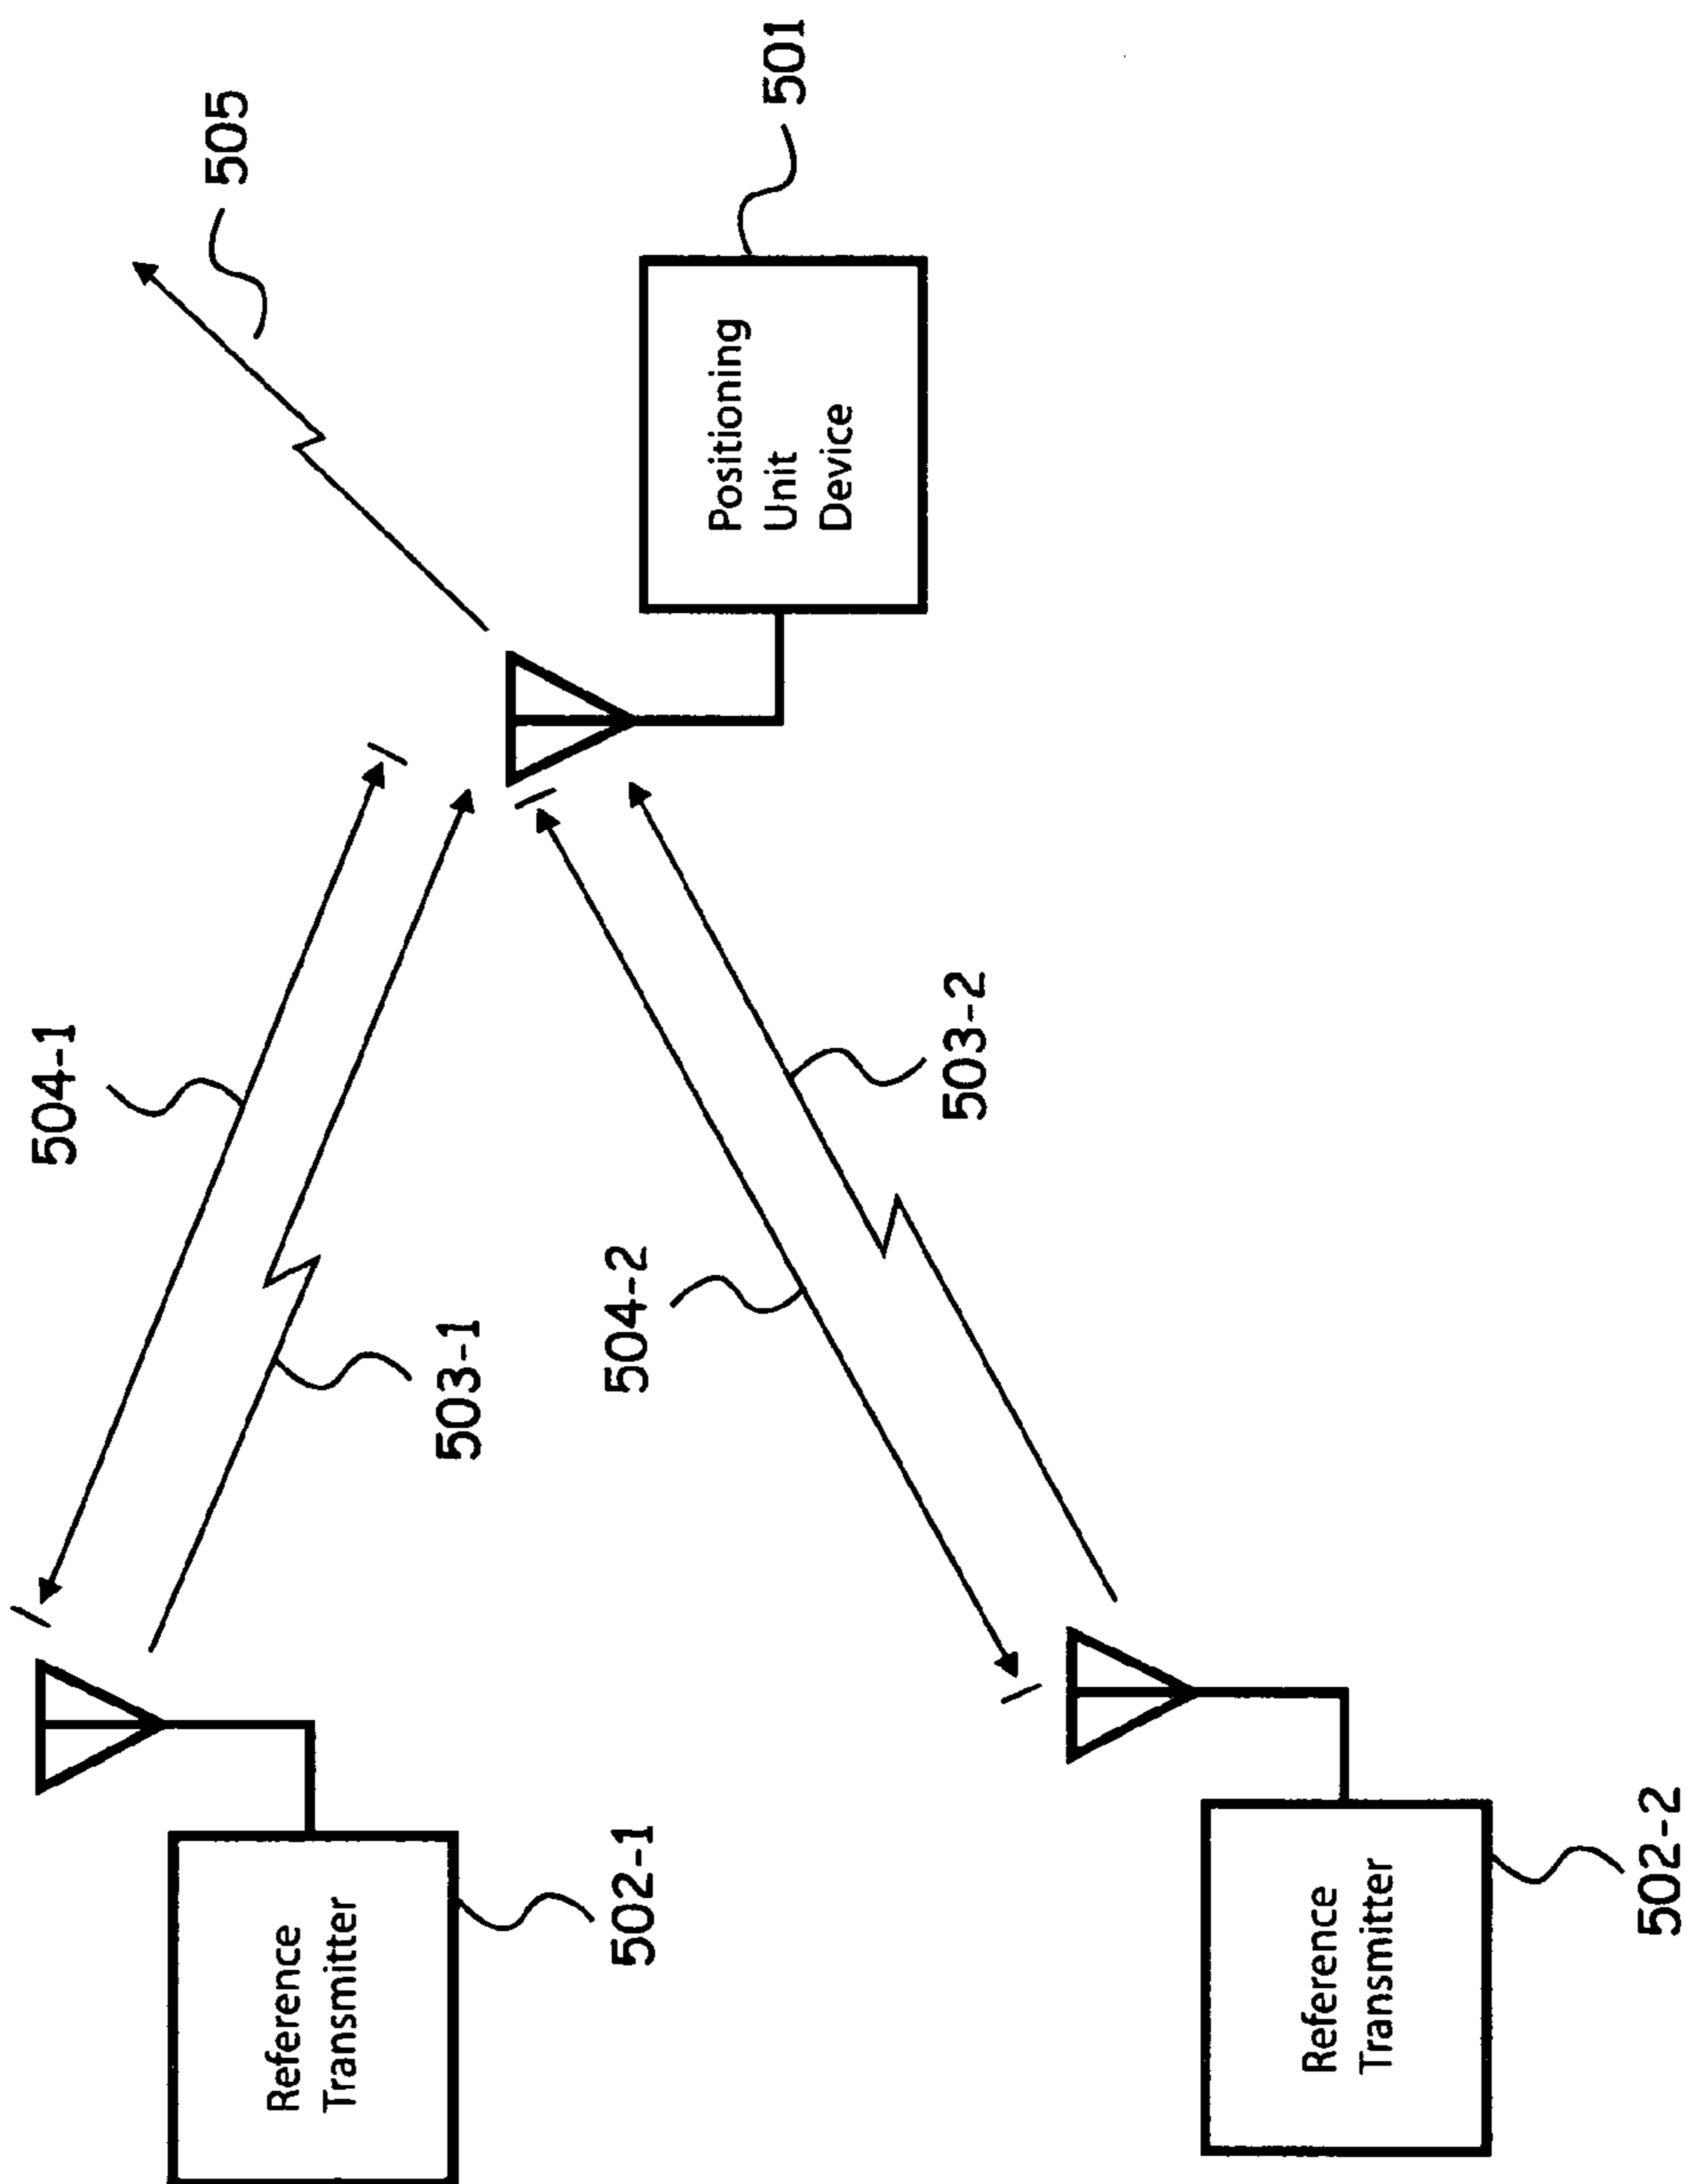 Reference
Transmitter
502-1
504-1
503-1
505
Positioning
Unit
Device
501
504-2
503-2
Reference
Transmitter
502-2